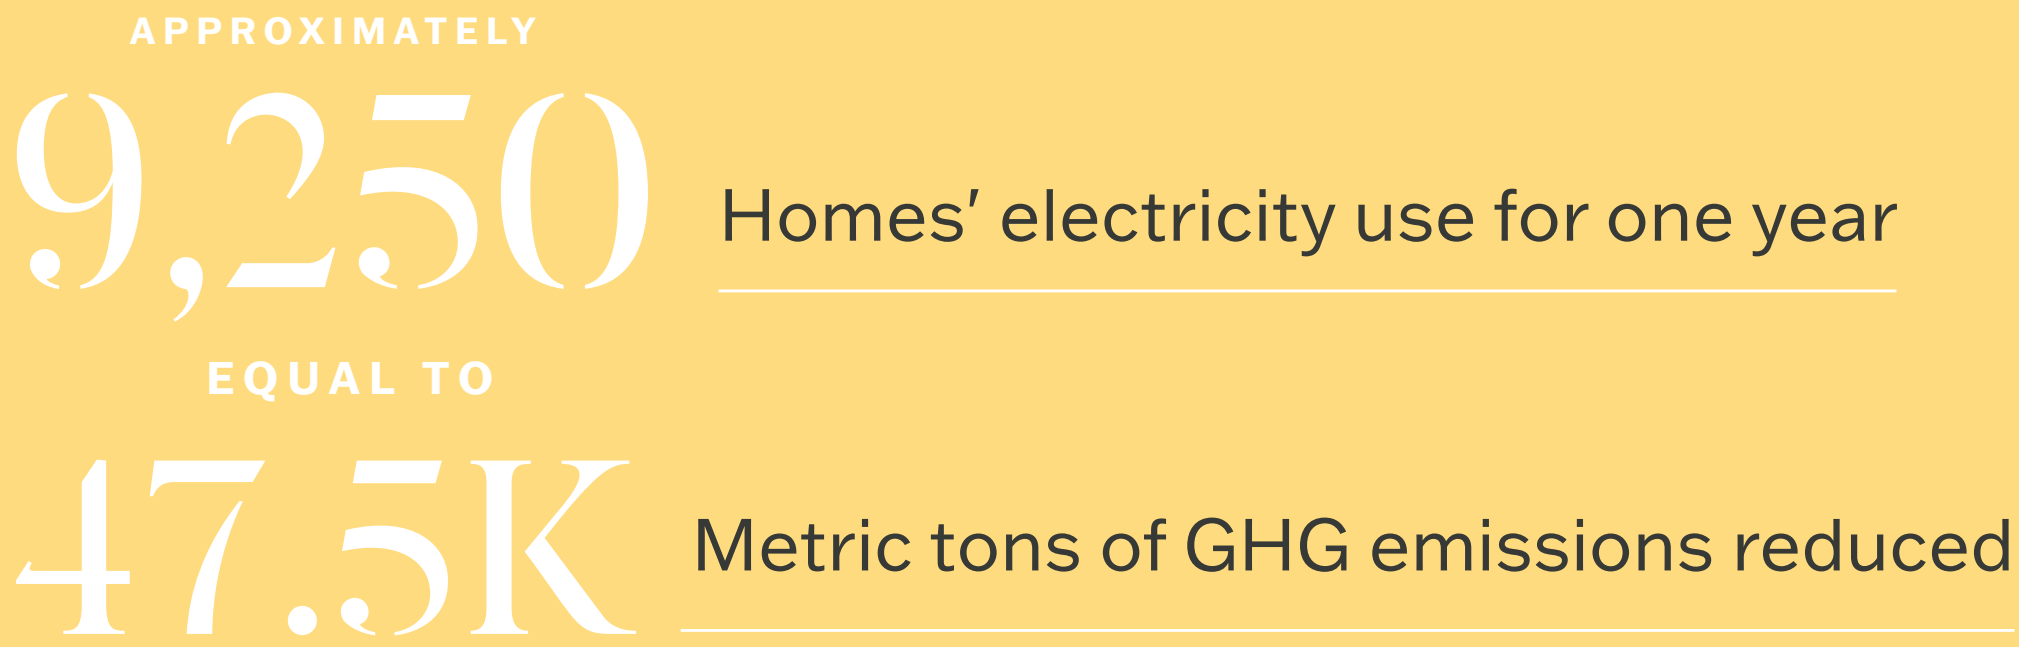 APPROXIMATELY
9,250
Homes’ electricity use for one year
EQUAL TO
47.5K
Metric tons of GHG emissions reduced